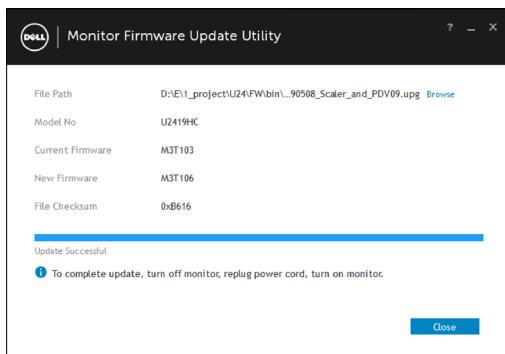 DELL
Monitor Firmware Update Utility
?
File Path D:\E\1_project\U24\FW\bin\...90508_Scaler_and_PDV09.upg Browse
Model No U2419HC
Current Firmware M3T103
New Firmware M3T106
File Checksum 0xB616
Update Successful
To complete update, turn off monitor, replug power cord, turn on monitor.
Close